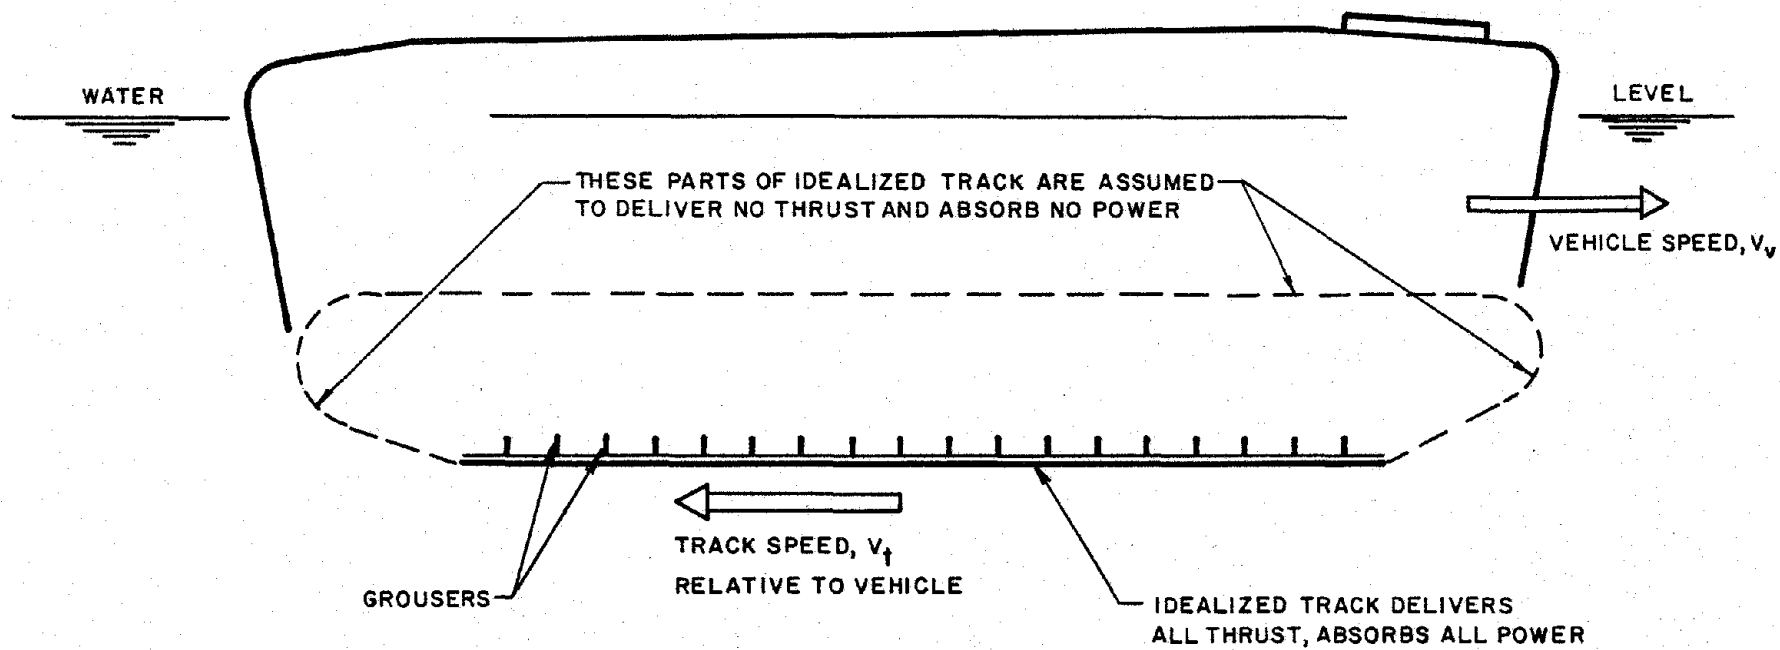 WATER
LEVEL
THESE PARTS OF IDEALIZED TRACK ARE ASSUMED
TO DELIVER NO THRUST AND ABSORB NO POWER
VEHICLE SPEED, Vv
TRACK SPEED, Vt
RELATIVE TO VEHICLE
GROUSERS
IDEALIZED TRACK DELIVERS
ALL THRUST, ABSORBS ALL POWER